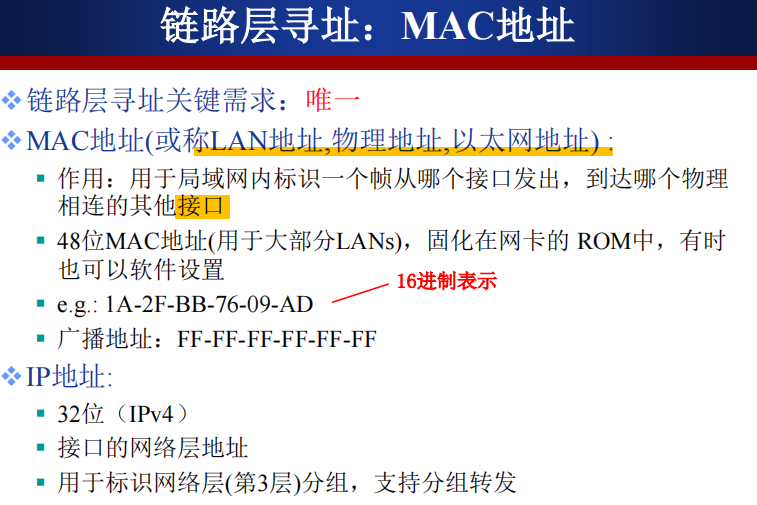 链路层寻址：MAC地址
链路层寻址关键需求：唯一
MAC地址(或称LAN地址,物理地址,以太网地址) :
作用：用于局域网内标识一个帧从哪个接口发出，到达哪个物理
相连的其他接口
48位MAC地址(用于大部分LANs)，固化在网卡的 ROM中，有时
也可以软件设置
16进制表示
e.g.: 1A-2F-BB-76-09-AD
广播地址：FF-FF-FF-FF-FF-FF
IP地址:
32位（IPv4）
接口的网络层地址
用于标识网络层(第3层)分组，支持分组转发